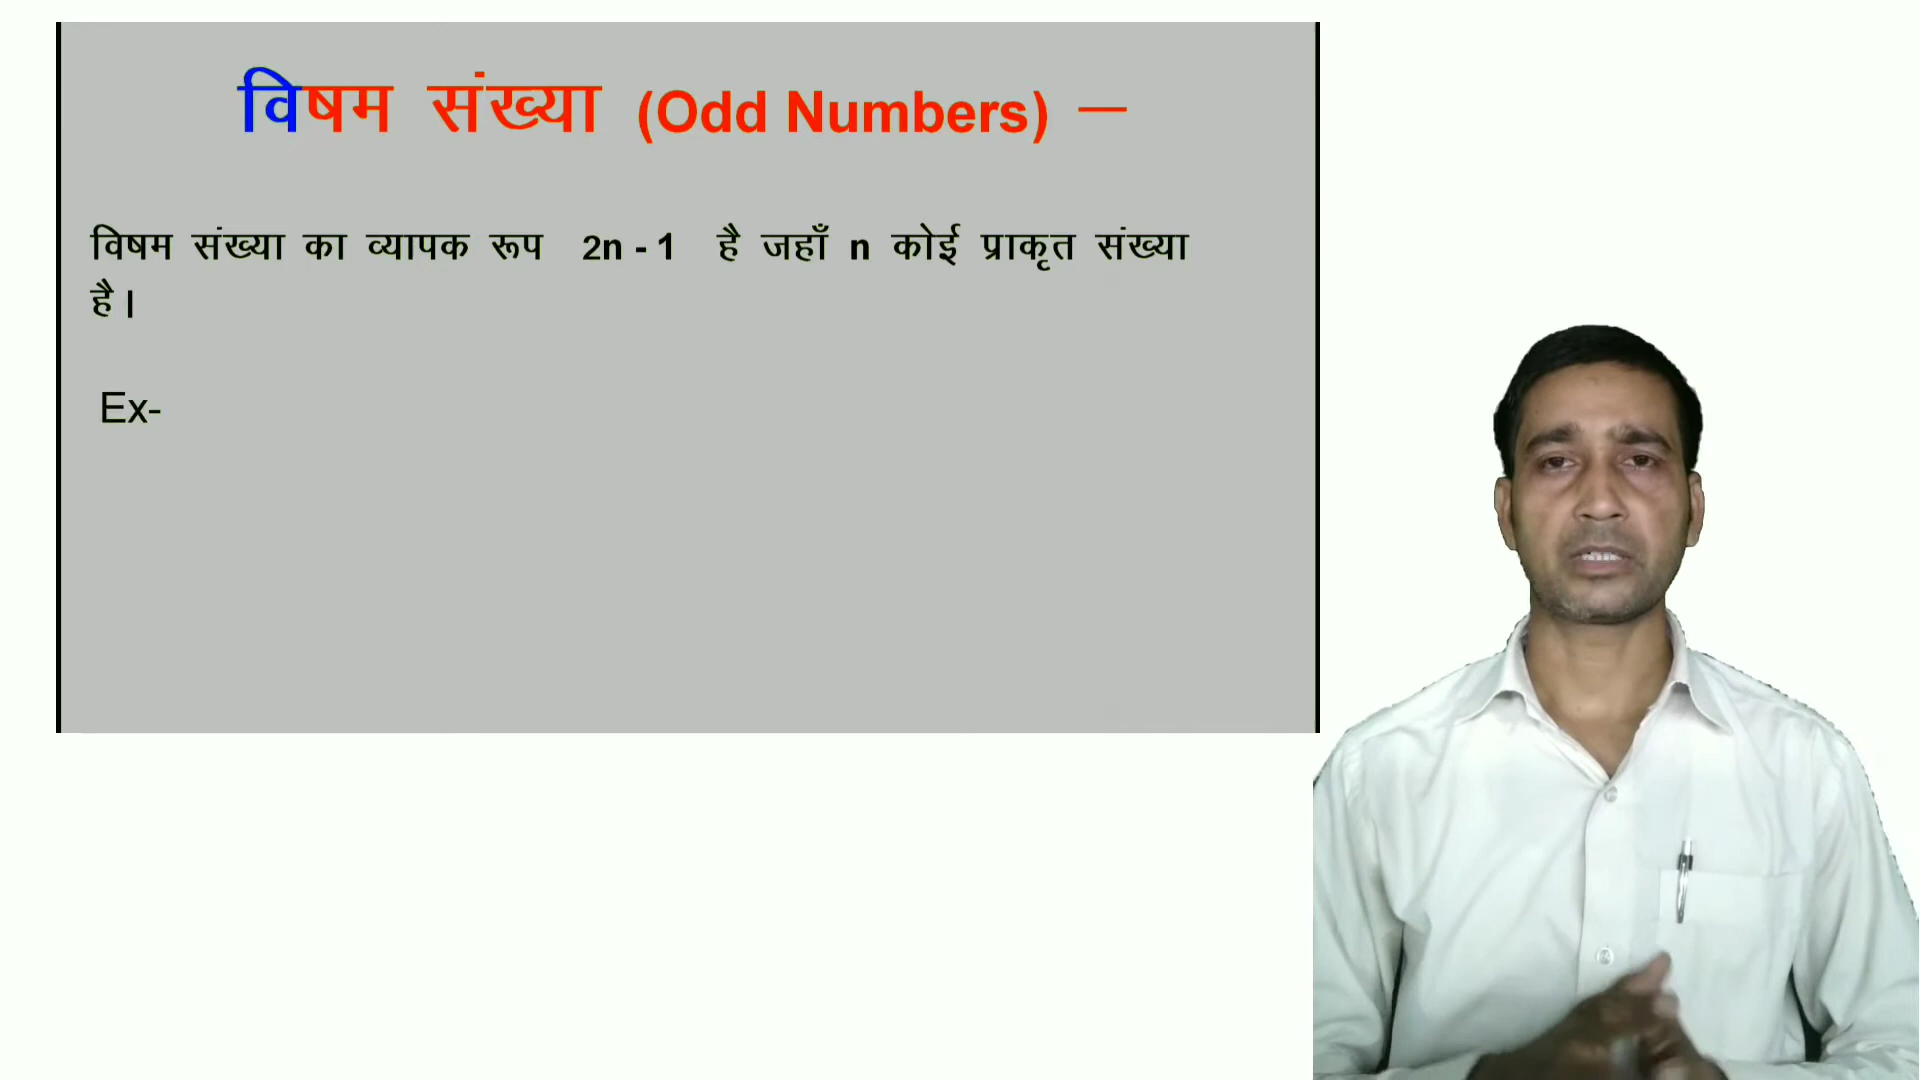 विषम संख्या (Odd Numbers) —
विषम संख्या का व्यापक रूप 2n - 1 है जहाँ n कोई प्राकृत संख्या
है।
Ex-